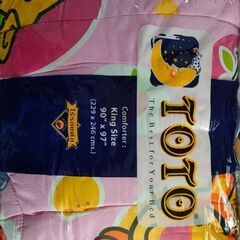 TOTO
®
The Best for Your Bed
Comforter :
King Size
90" x 97"
(229 x 246 cms.)